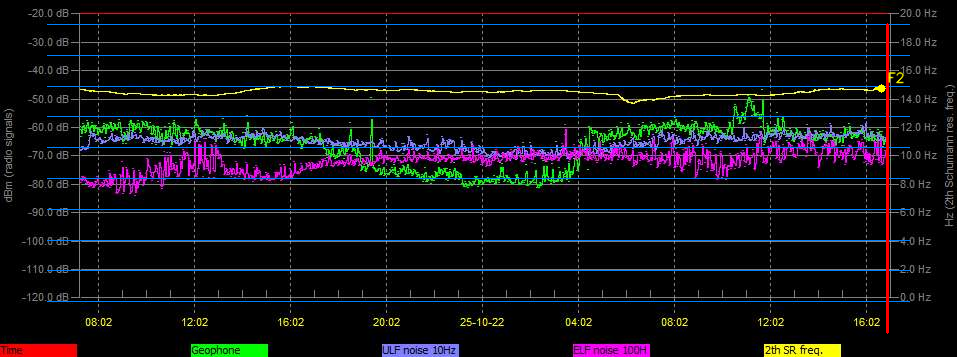 -20.0 dB 20.0 Hz
-30.0 dB 18.0 Hz
-40.0 dB 16.0 Hz
F2
-50.0 dB 14.0 Hz
-60.0 dB 12.0 Hz
-70.0 dB 10.0 Hz
-80.0 dB 8.0 Hz
-90.0 dB 6.0 Hz
-100.0 dB 4.0 Hz
-110.0 dB 2.0 Hz
-120.0 dB 0.0 Hz
dBm (radio signals)
Hz (2th Schumann res. freq.)
08:02 12:02 16:02 20:02 25-10-22 04:02 08:02 12:02 16:02
Time Geophone ULF noise 10Hz ELF noise 100H 2th SR freq.